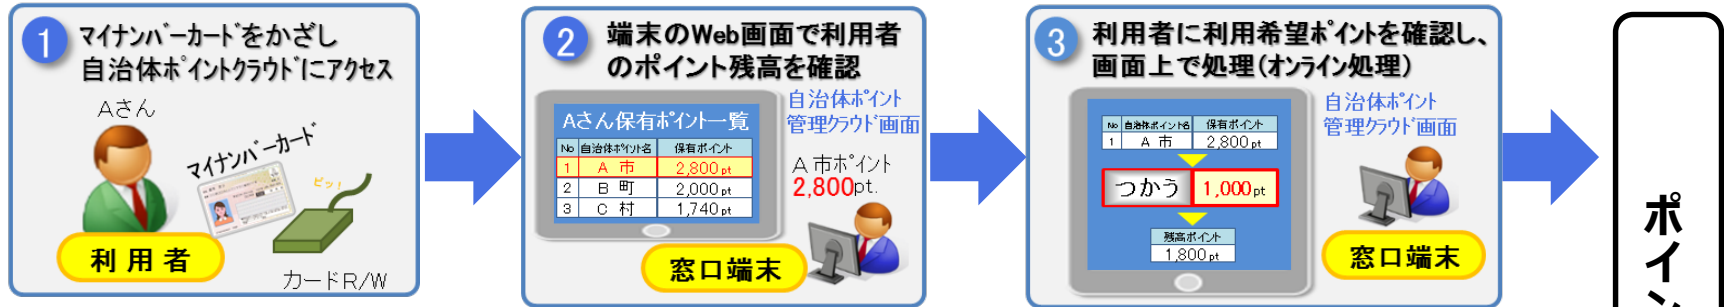 1
マイナンバーカードをかざし
自治体ポイントクラウドにアクセス
Aさん
マイナンバーカード
ピッ!
利用者
カードR/W
2
端末のWeb画面で利用者
のポイント残高を確認
Aさん保有ポイント一覧
No 自治体ポイント名 保有ポイント
1 A 市 2,800pt
2 B 町 2,000pt
3 C 村 1,740pt
自治体ポイント
管理クラウド画面
A市ポイント
2,800pt.
窓口端末
3
利用者に利用希望ポイントを確認し、
画面上で処理(オンライン処理)
No 自治体ポイント名 保有ポイント
1 A 市 2,800pt
つかう 1,000pt
残高ポイント
1,800pt
自治体ポイント
管理クラウド画面
窓口端末
ポイン